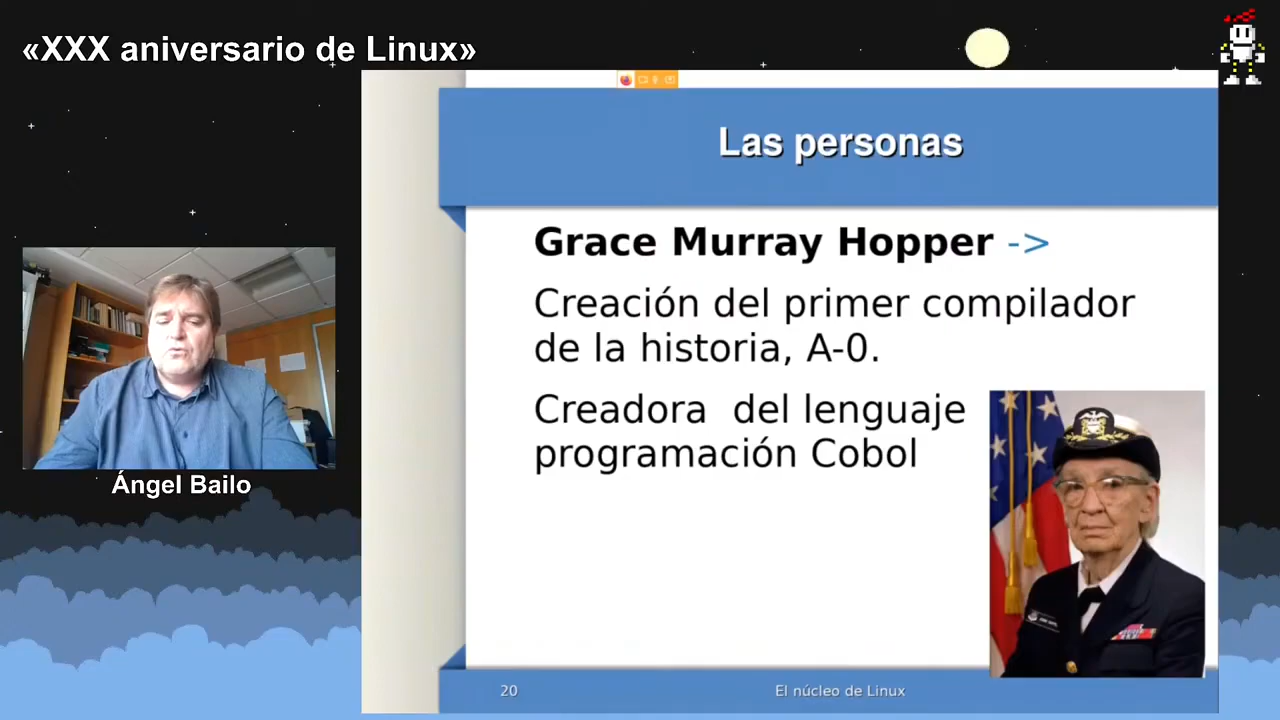 «XXX aniversario de Linux»
Las personas
Grace Murray Hopper ->
Creación del primer compilador
de la historia, A-0.
Creadora  del lenguaje
programación Cobol
Ángel Bailo
20
El núcleo de Linux